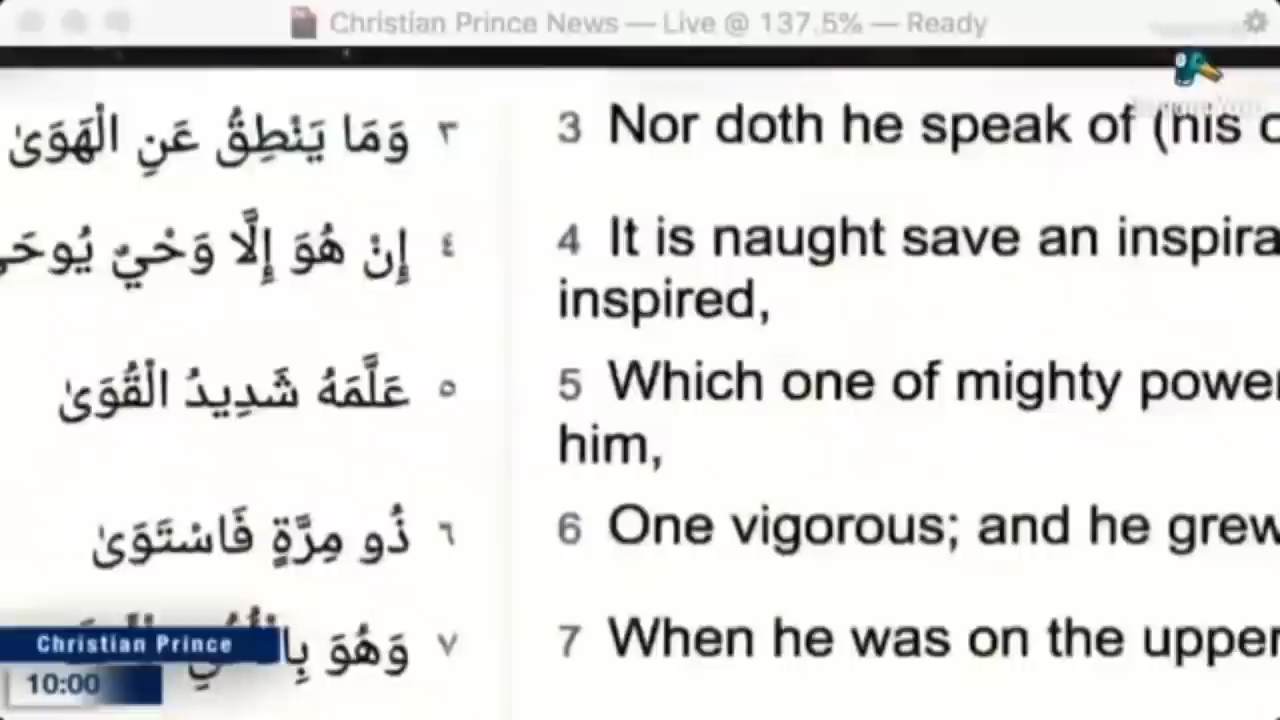 Christian Prince News — Live @ 137.5% — Ready
٣ وَمَا يَنْطِقُ عَنِ الْهَوَىٰ
3 Nor doth he speak of (his
٤ إِنْ هُوَ إِلَّا وَحْيٌ يُوحَىٰ
4 It is naught save an inspira
inspired,
٥ عَلَّمَهُ شَدِيدُ الْقُوَىٰ
5 Which one of mighty power
him,
٦ ذُو مِرَّةٍ فَاسْتَوَىٰ
6 One vigorous; and he grew
٧ وَهُوَ
7 When he was on the upper
Christian Prince
10:00